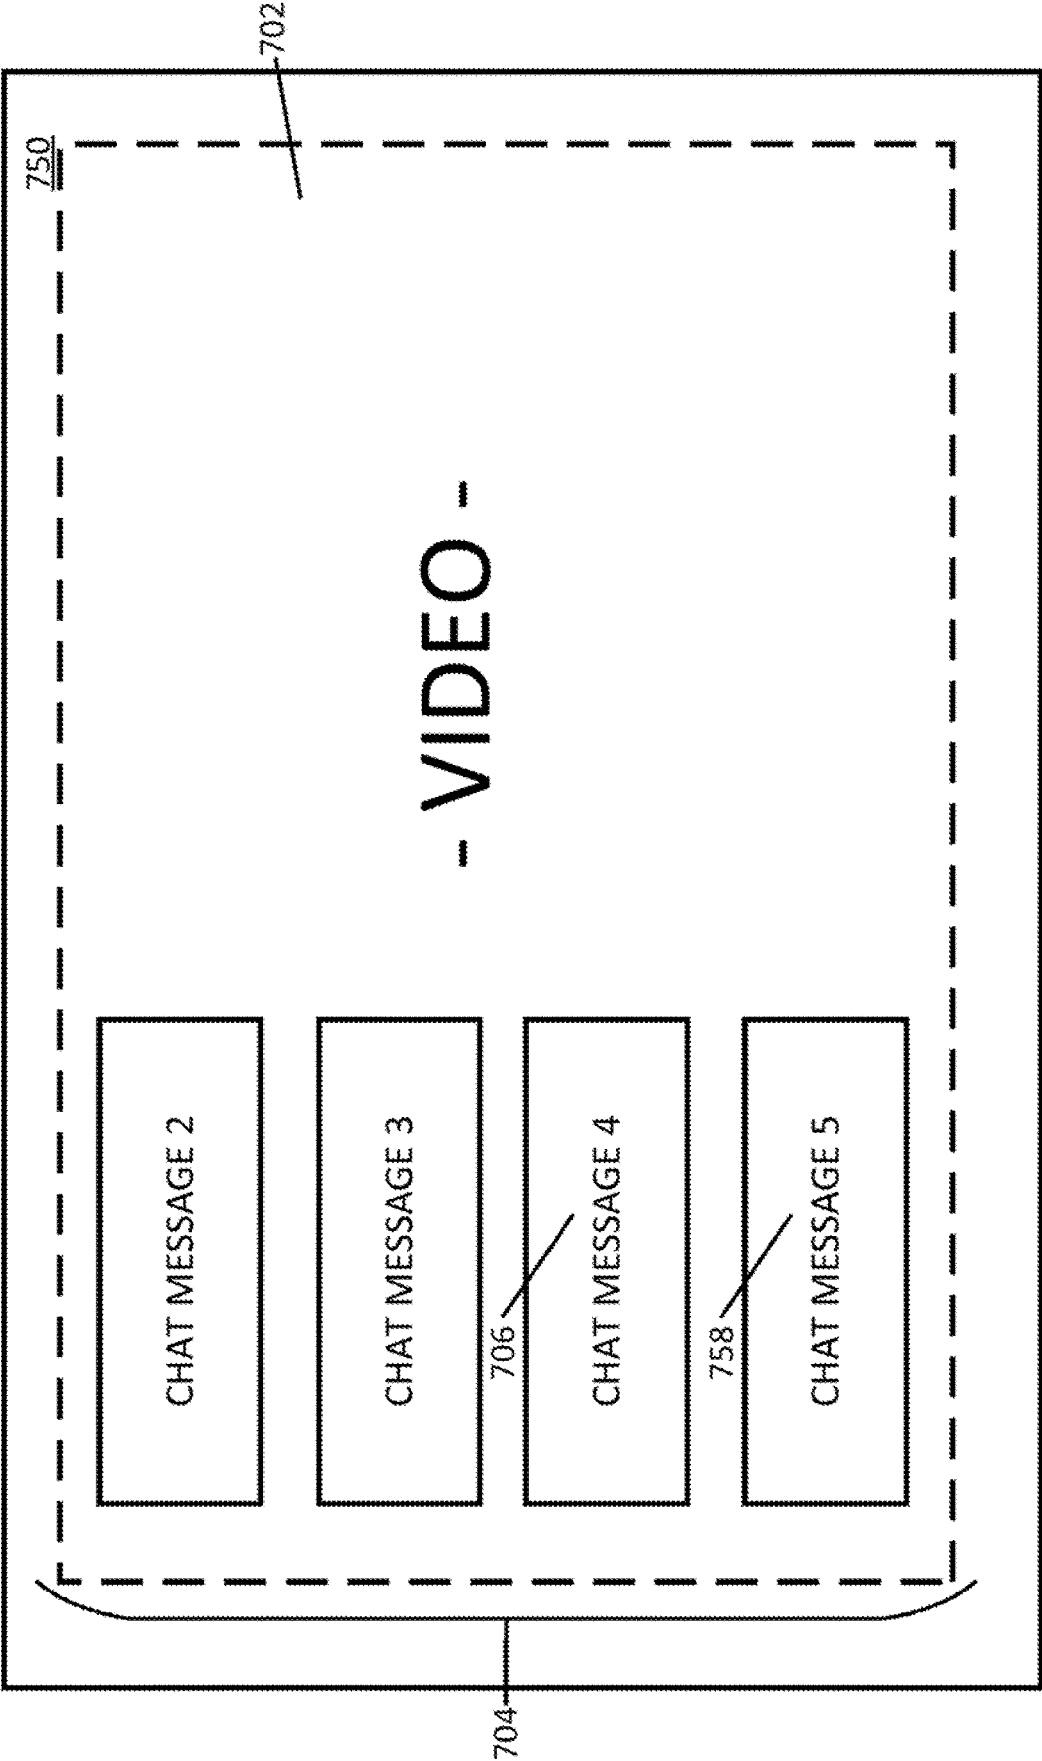 750
702
- VIDEO -
CHAT MESSAGE 2
CHAT MESSAGE 3
706
CHAT MESSAGE 4
758
CHAT MESSAGE 5
704